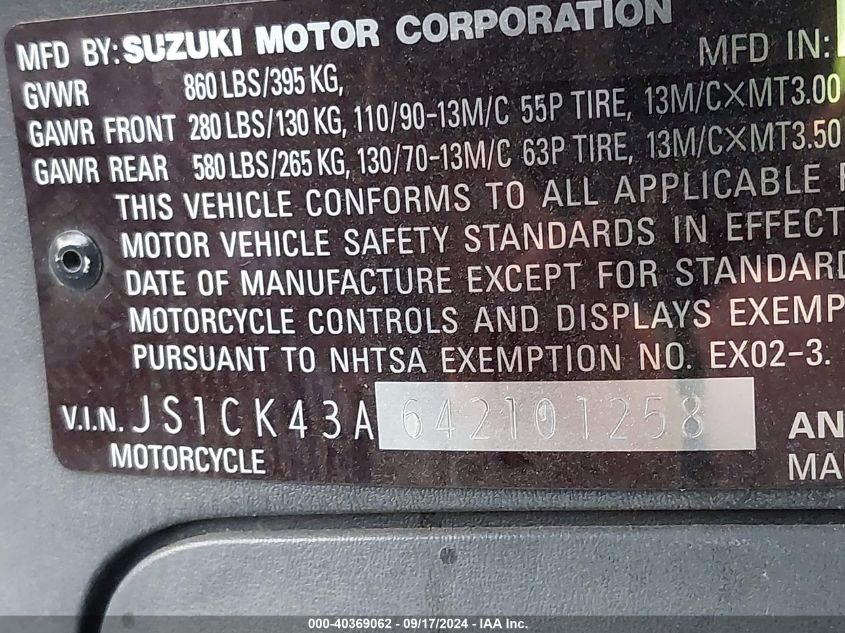 MFD BY: SUZUKI MOTOR CORPORATION
MFD IN:
GVWR 860 LBS/395 KG,
GAWR FRONT 280 LBS/130 KG, 110/90-13M/C 55P TIRE, 13M/C×MT3.00
GAWR REAR 580 LBS/265 KG, 130/70-13M/C 63P TIRE, 13M/C×MT3.50
THIS VEHICLE CONFORMS TO ALL APPLICABLE
MOTOR VEHICLE SAFETY STANDARDS IN EFFECT
DATE OF MANUFACTURE EXCEPT FOR STANDARD
MOTORCYCLE CONTROLS AND DISPLAYS EXEMP
PURSUANT TO NHTSA EXEMPTION NO. EX02-3.
V.I.N. JS1CK43A642101258 AN
MOTORCYCLE MA
000-40369062 - 09/17/2024 - IAA Inc.